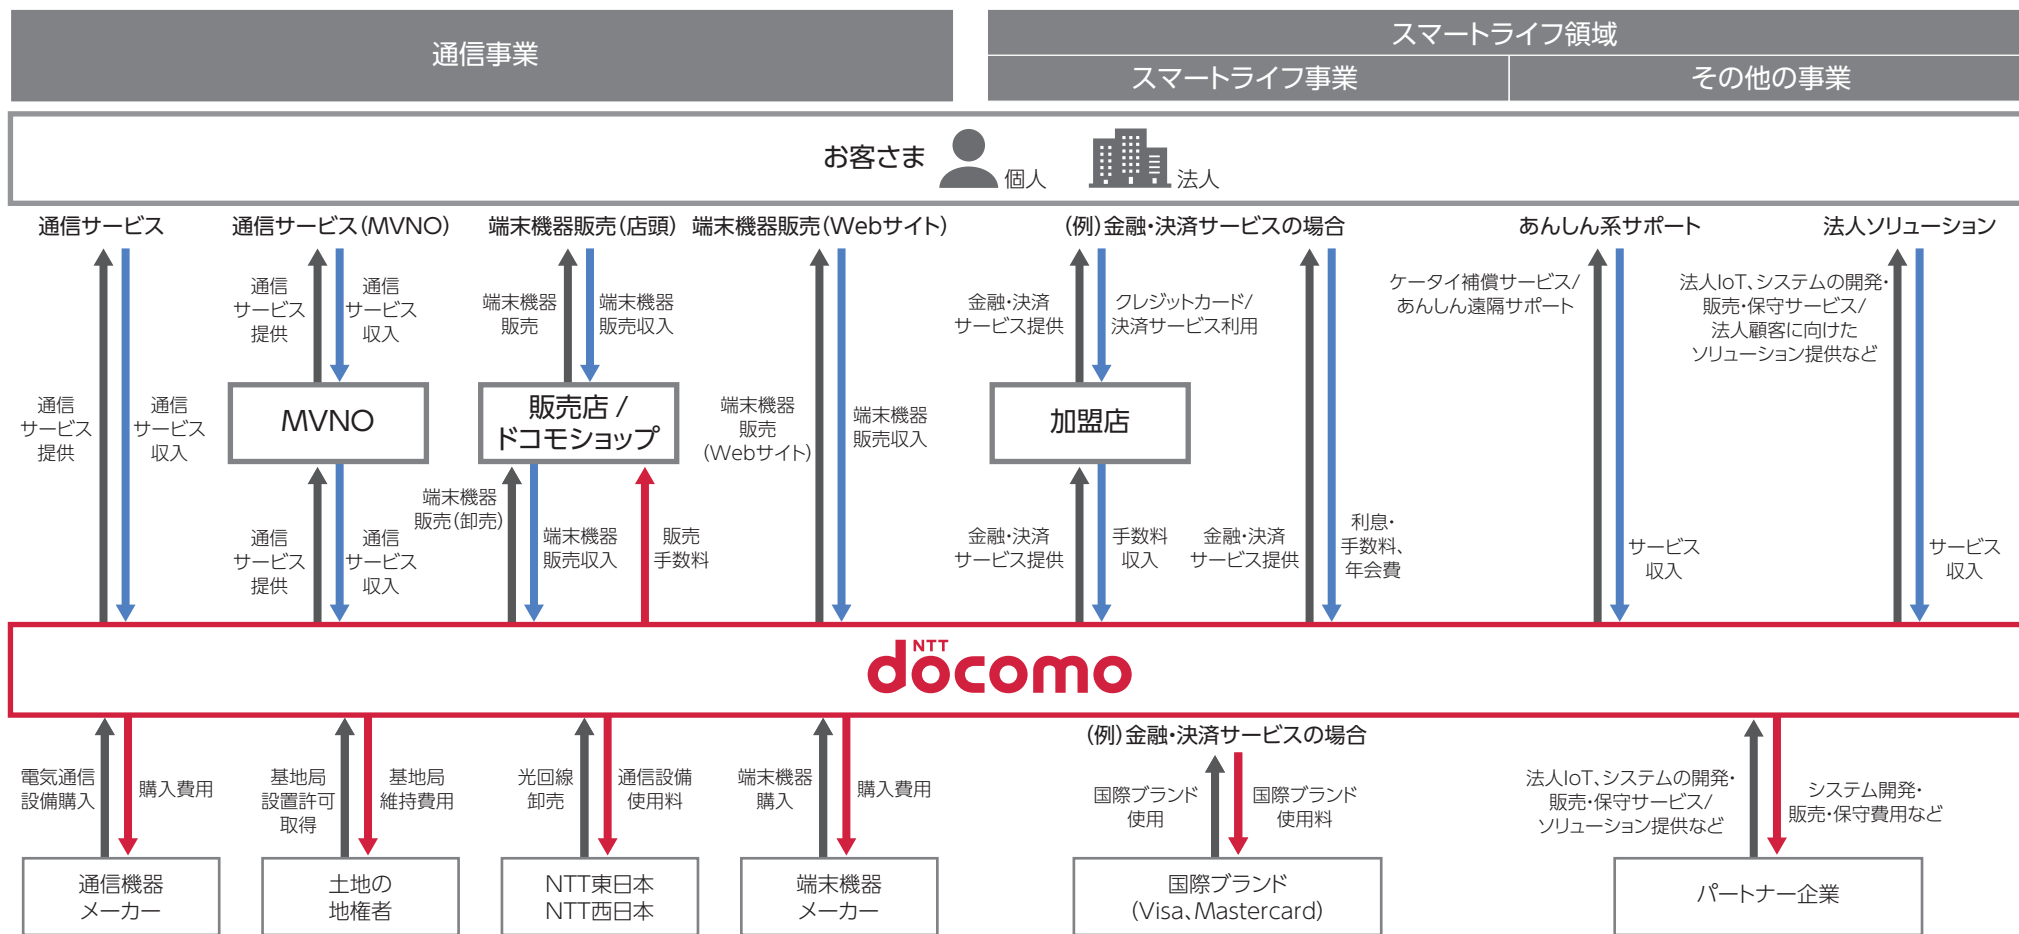 通信事業
スマートライフ領域
スマートライフ事業
その他の事業
お客さま
個人
法人
通信サービス
通信サービス(MVNO)
端末機器販売(店頭)
端末機器販売(Webサイト)
(例)金融・決済サービスの場合
あんしん系サポート
法人ソリューション
通信
サービス
提供
通信
サービス
収入
通信
サービス
提供
通信
サービス
収入
MVNO
通信
サービス
提供
通信
サービス
収入
端末機器
販売
端末機器
販売収入
販売店 /
ドコモショップ
端末機器
販売(卸売)
端末機器
販売収入
販売
手数料
端末機器
販売
(Webサイト)
端末機器
販売収入
金融・決済
サービス提供
クレジットカード/
決済サービス利用
加盟店
金融・決済
サービス提供
手数料
収入
金融・決済
サービス提供
利息・
手数料、
年会費
ケータイ補償サービス/
あんしん遠隔サポート
サービス
収入
法人IoT、システムの開発・
販売・保守サービス/
法人顧客に向けた
ソリューション提供など
サービス
収入
NTT
docomo
電気通信
設備購入
購入費用
基地局
設置許可
取得
基地局
維持費用
光回線
卸売
通信設備
使用料
端末機器
購入
購入費用
(例)金融・決済サービスの場合
国際ブランド
使用
国際ブランド
使用料
法人IoT、システムの開発・
販売・保守サービス/
ソリューション提供など
システム開発・
販売・保守費用など
通信機器
メーカー
土地の
地権者
NTT東日本
NTT西日本
端末機器
メーカー
国際ブランド
(Visa、Mastercard)
パートナー企業